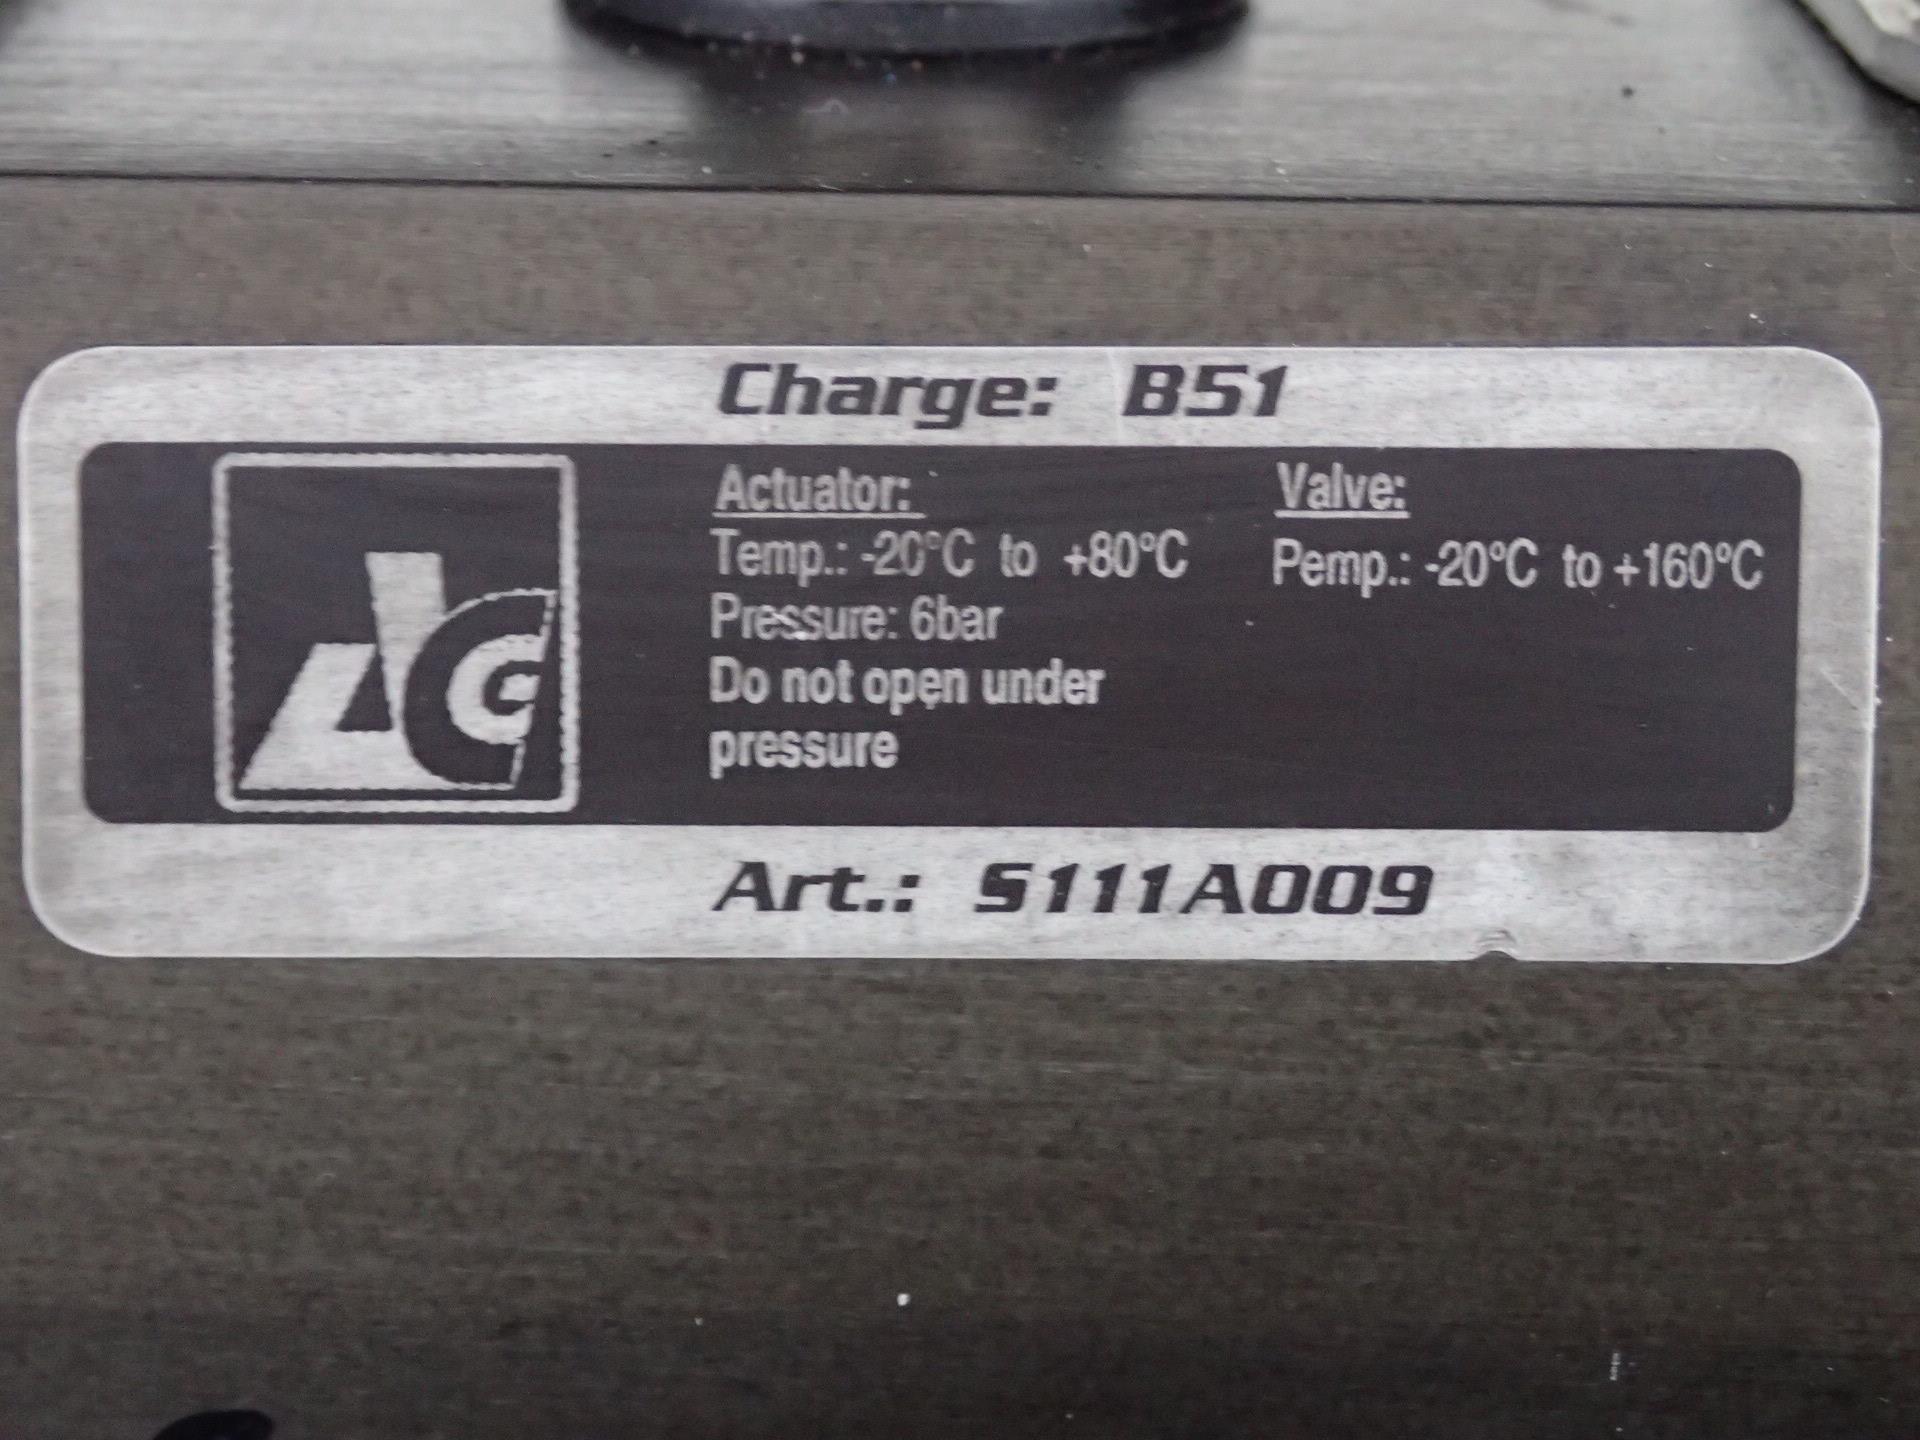 Charge: B51
Actuator:
Temp.: -20°C to +80°C
Pressure: 6bar
Do not open under
pressure
Valve:
Pemp.: -20°C to +160°C
Art.: S111A009